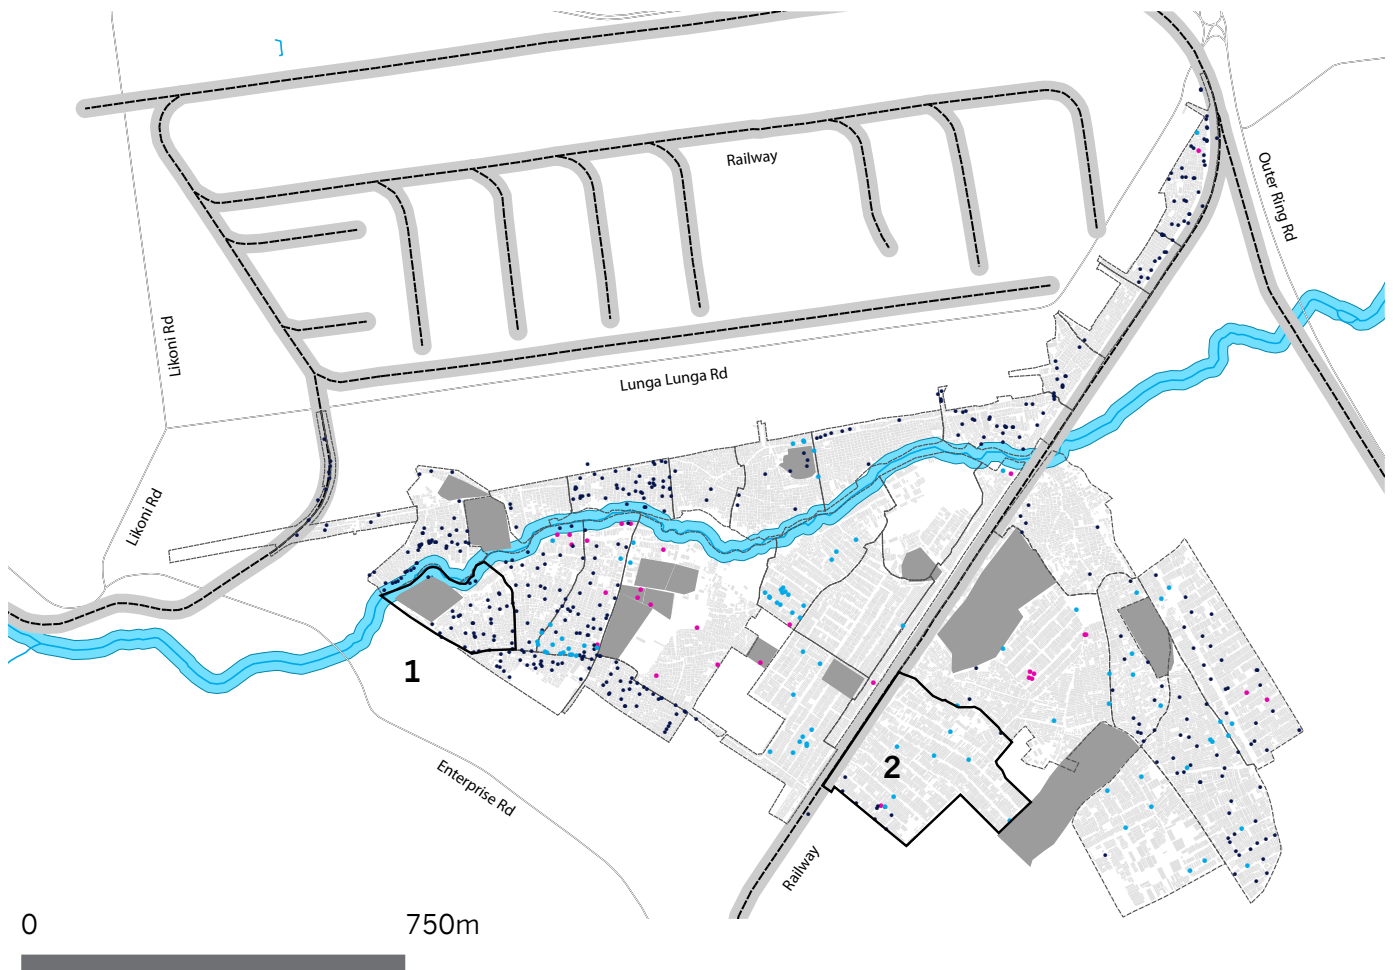 Railway
Outer Ring Rd
Likoni Rd
Lunga Lunga Rd
Likoni Rd
1
2
Enterprise Rd
Railway
0 750m